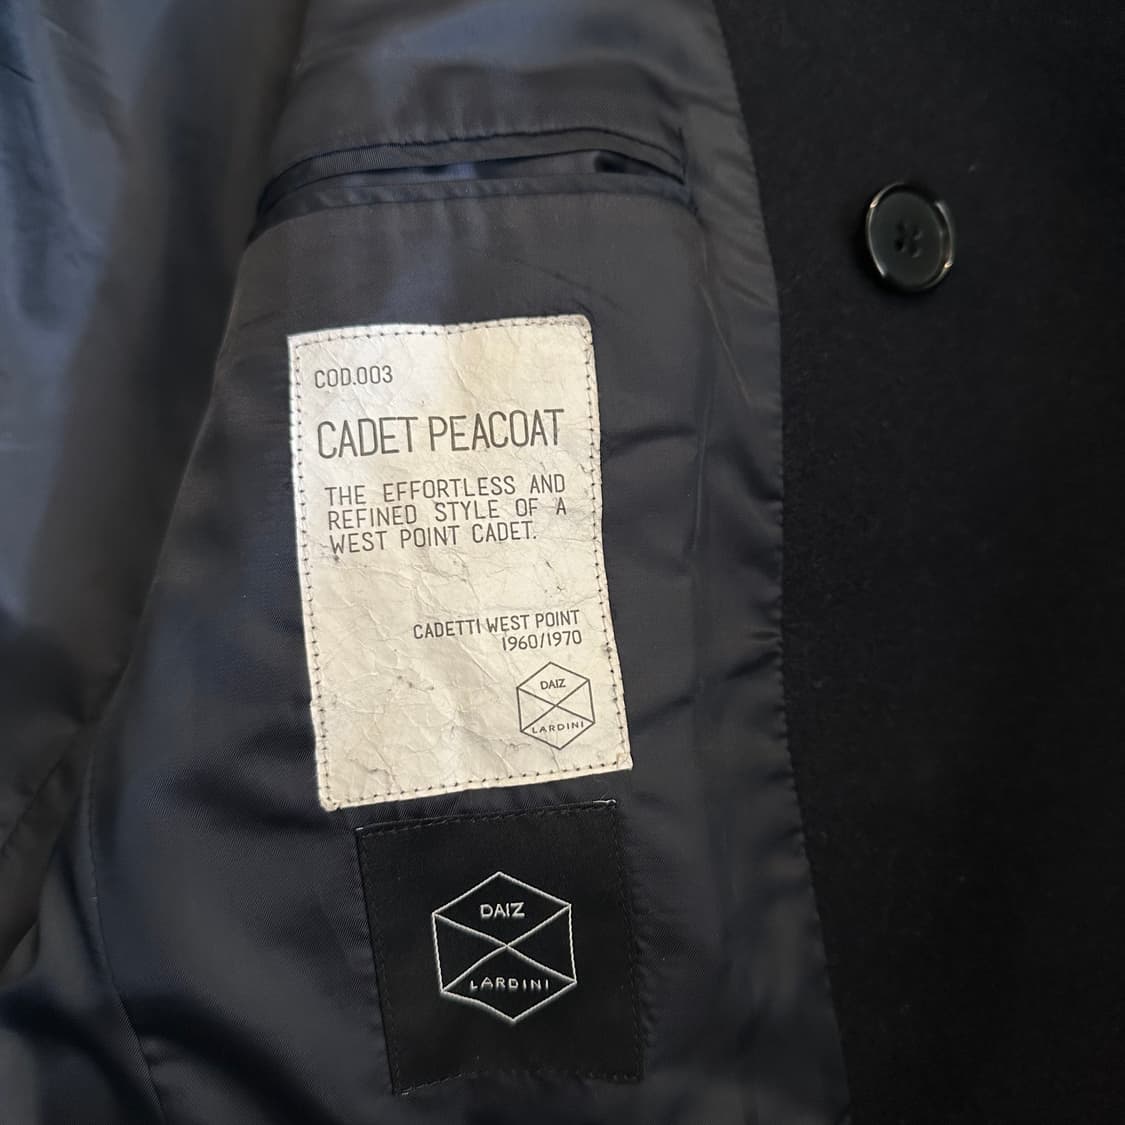 COD.003
CADET PEACOAT
THE EFFORTLESS AND
REFINED STYLE OF A
WEST POINT CADET.
CADETTI WEST POINT
1960/1970
DAIZ
LARDINI
DAIZ
LARDINI